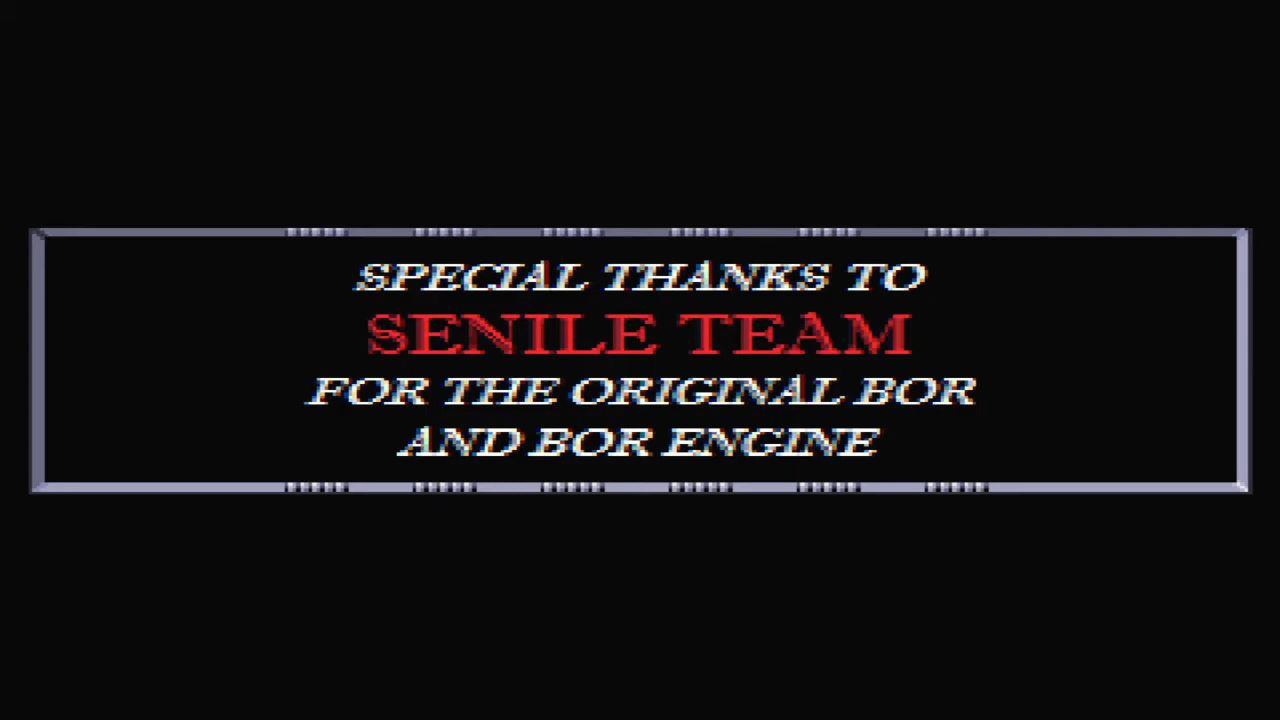 SPECIAL THANKS TO
SENILE TEAM
FOR THE ORIGINAL BOR
AND BOR ENGINE